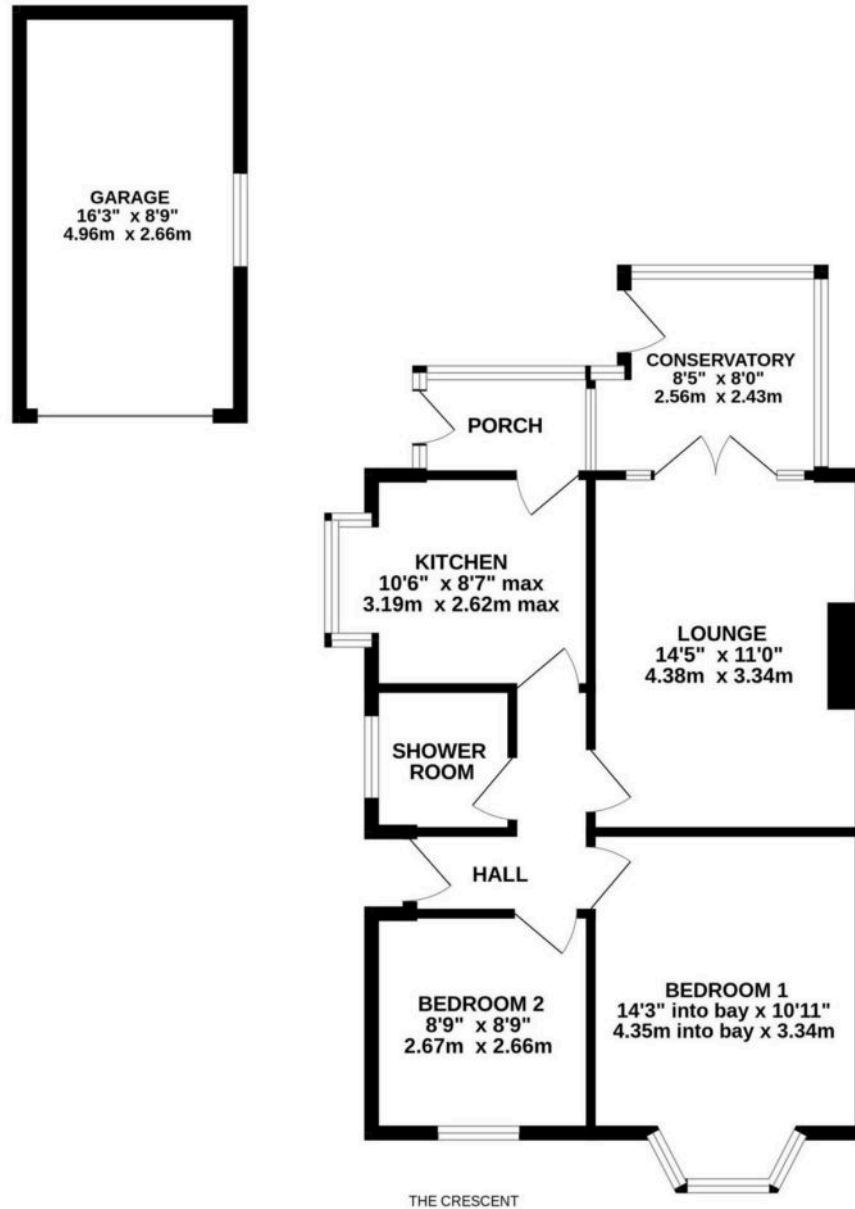 GARAGE
16'3" x 8'9"
4.96m x 2.66m
CONSERVATORY
8'5" x 8'0"
2.56m x 2.43m
PORCH
KITCHEN
10'6" x 8'7" max
3.19m x 2.62m max
LOUNGE
14'5" x 11'0"
4.38m x 3.34m
SHOWER
ROOM
HALL
BEDROOM 2
8'9" x 8'9"
2.67m x 2.66m
BEDROOM 1
14'3" into bay x 10'11"
4.35m into bay x 3.34m
THE CRESCENT